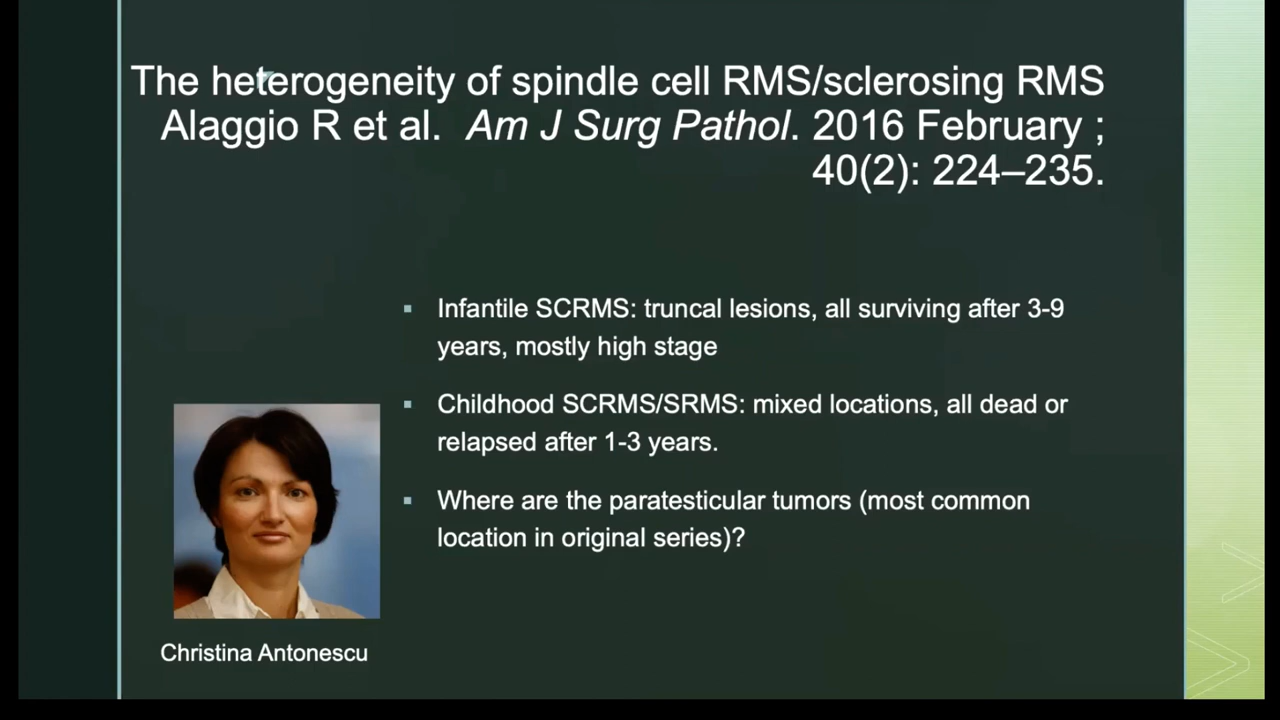 The heterogeneity of spindle cell RMS/sclerosing RMS
Alaggio R et al. Am J Surg Pathol. 2016 February ;
40(2): 224–235.
▪ Infantile SCRMS: truncal lesions, all surviving after 3-9
years, mostly high stage
▪ Childhood SCRMS/SRMS: mixed locations, all dead or
relapsed after 1-3 years.
▪ Where are the paratesticular tumors (most common
location in original series)?
Christina Antonescu